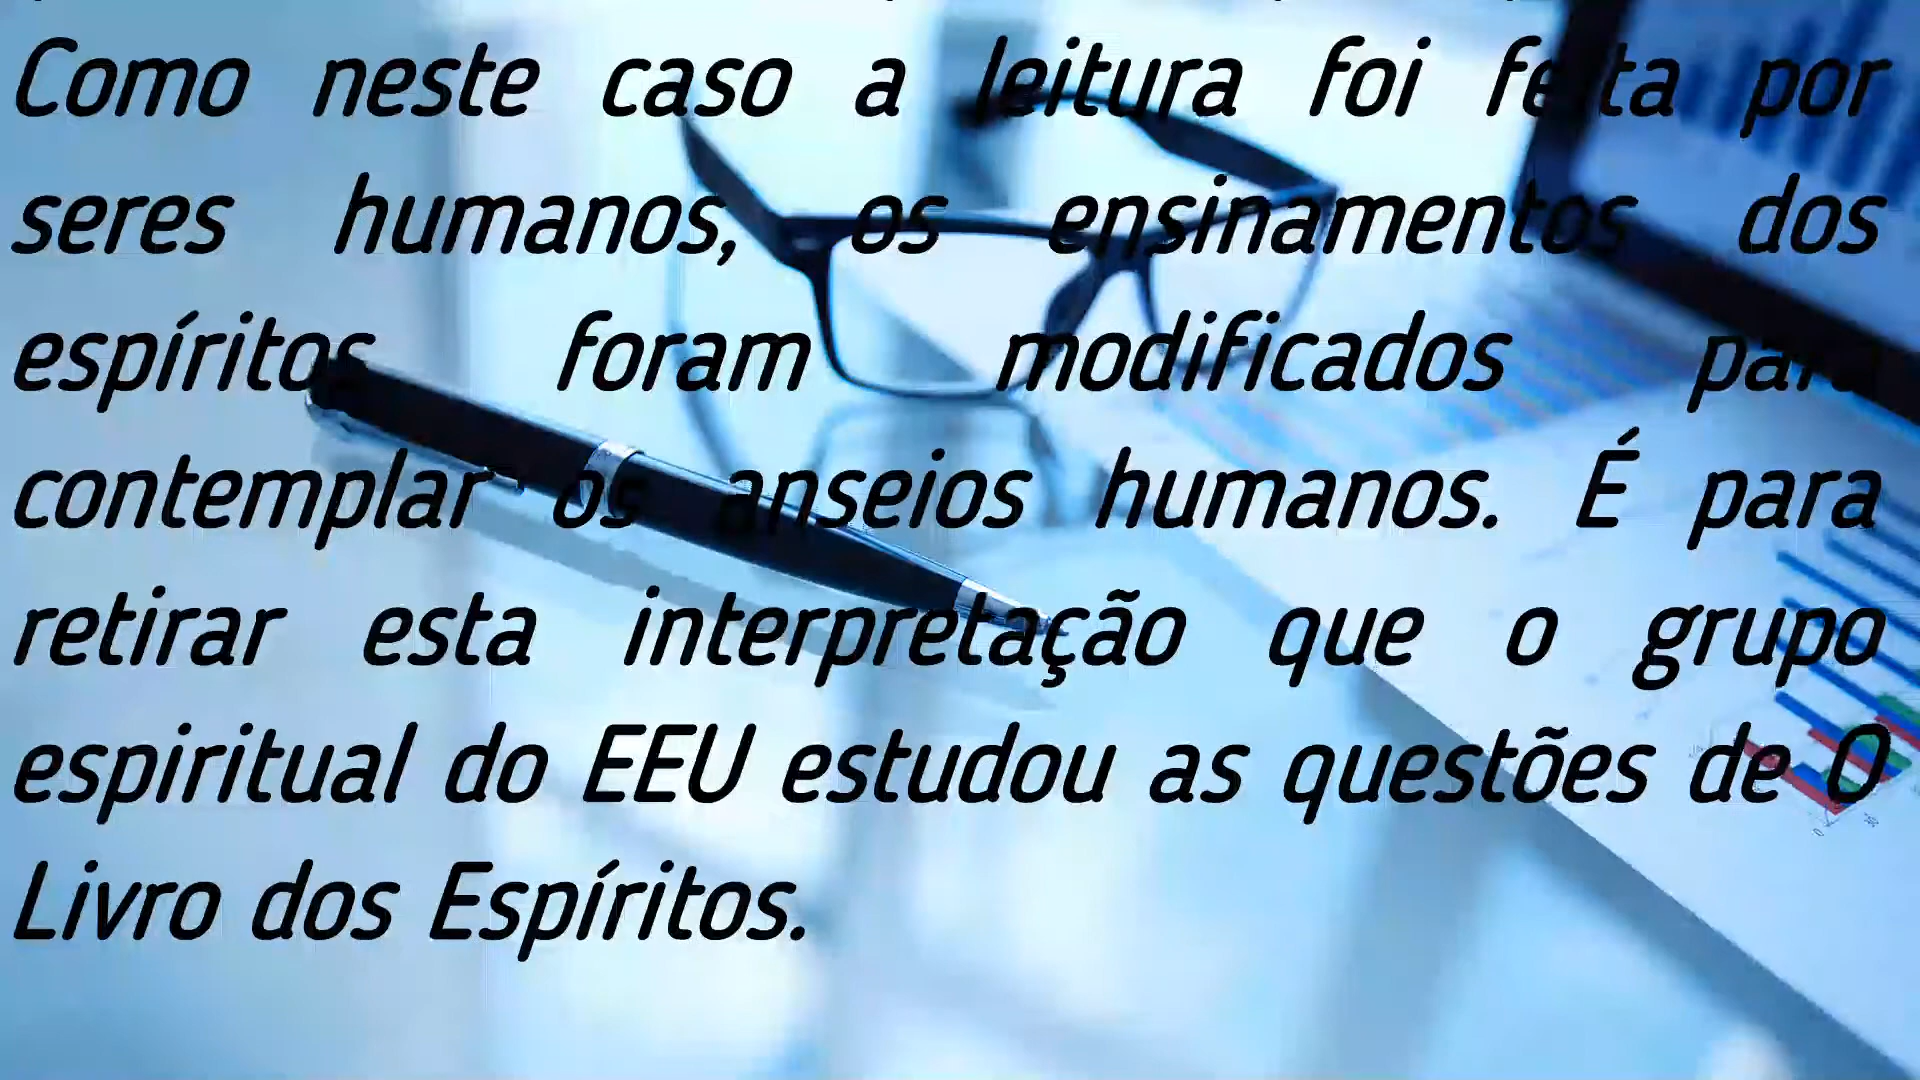 Como neste caso a leitura foi feita por
seres humanos, os ensinamentos dos
espíritos foram modificados para
contemplar os anseios humanos. É para
retirar esta interpretação que o grupo
espiritual do EEU estudou as questões de O
Livro dos Espíritos.